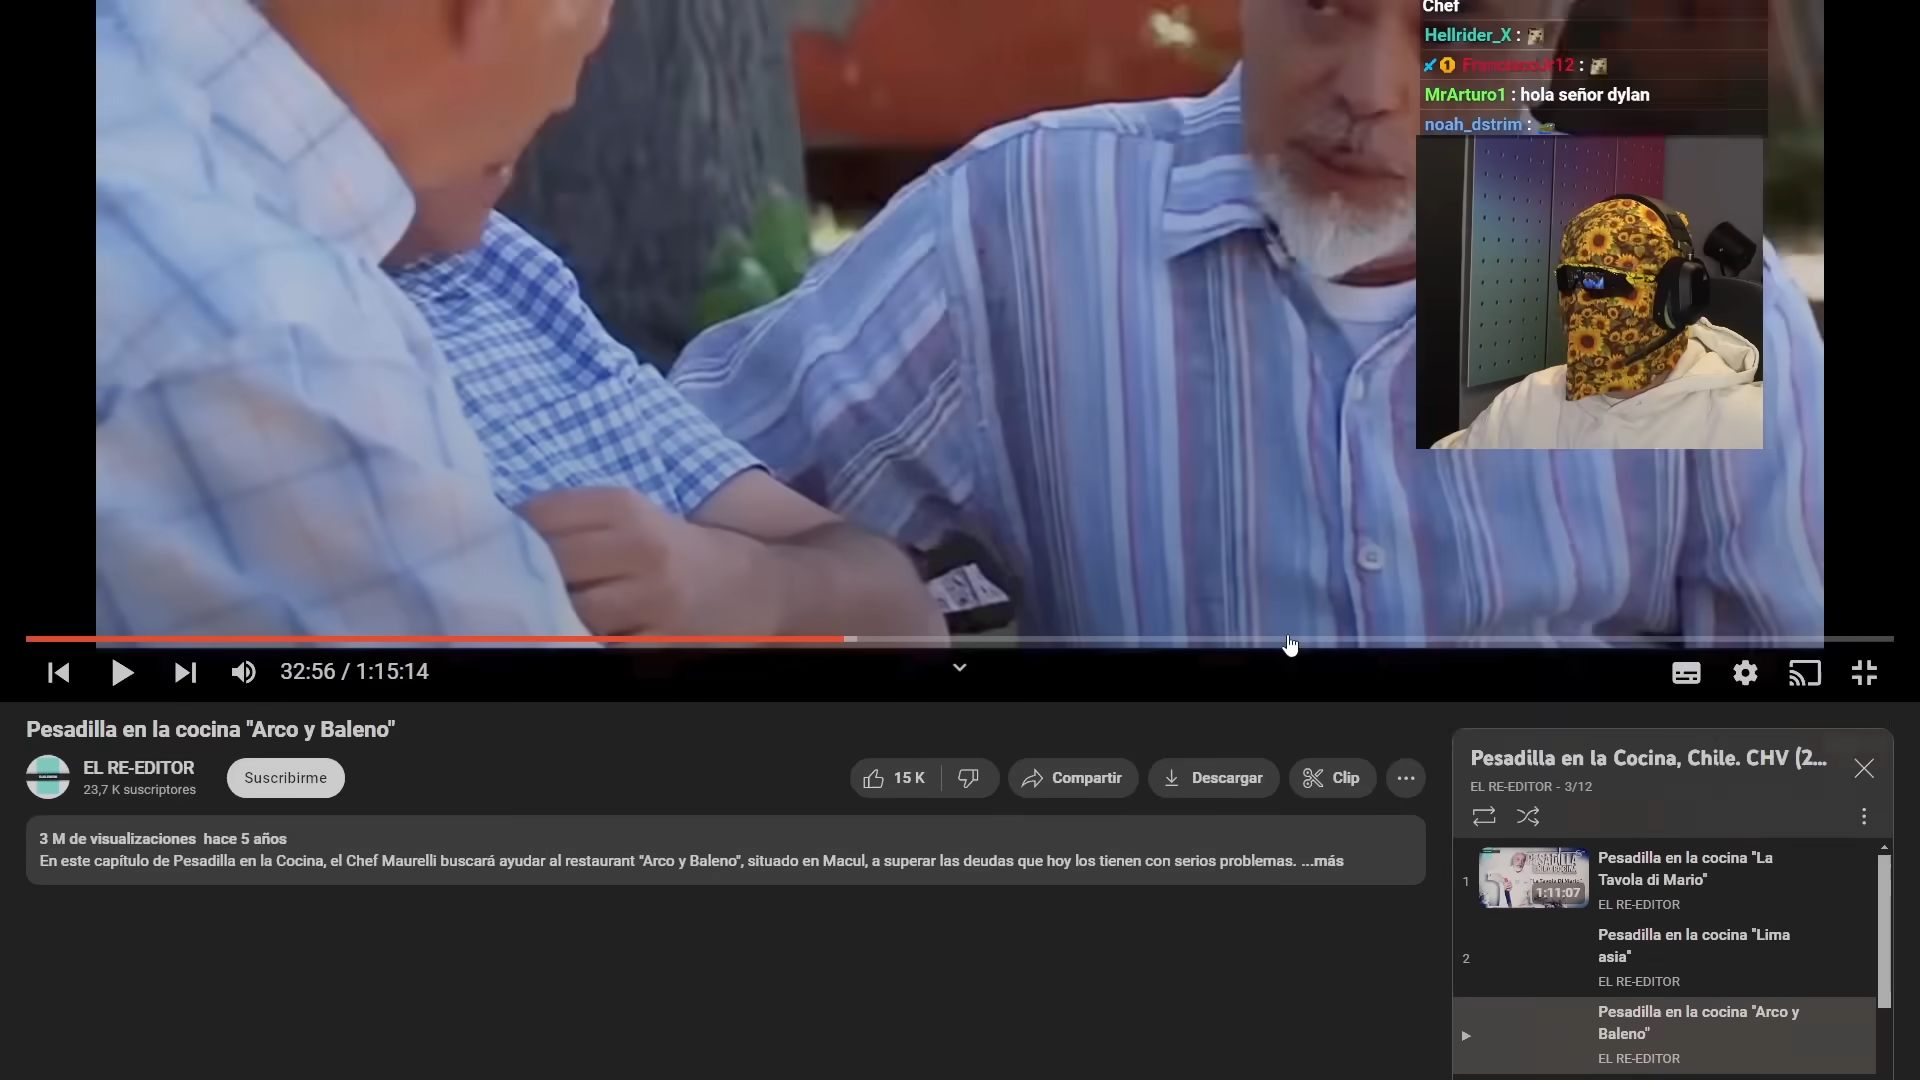 Chef
Hellrider_X :
MrArturo1 : hola señor dylan
noah_dstrim :
32:56 / 1:15:14
Pesadilla en la cocina "Arco y Baleno"
EL RE-EDITOR
23,7 K suscriptores
Suscribirme
15 K
Compartir
Descargar
Clip
3 M de visualizaciones hace 5 años
En este capítulo de Pesadilla en la Cocina, el Chef Maurelli buscará ayudar al restaurant "Arco y Baleno", situado en Macul, a superar las deudas que hoy los tienen con serios problemas. ...más
Pesadilla en la Cocina, Chile. CHV (2...
EL RE-EDITOR - 3/12
1
1:11:07
Pesadilla en la cocina "La
Tavola di Mario"
EL RE-EDITOR
2
Pesadilla en la cocina "Lima
asia"
EL RE-EDITOR
Pesadilla en la cocina "Arco y
Baleno"
EL RE-EDITOR